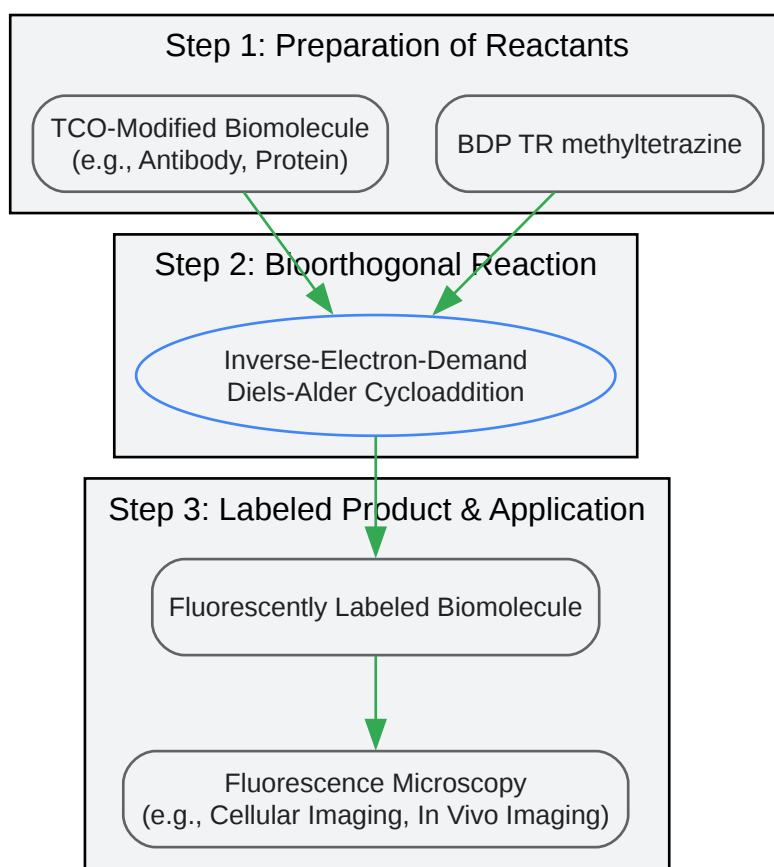 Step 1: Preparation of Reactants
TCO-Modified Biomolecule
(e.g., Antibody, Protein)
BDP TR methyltetrazine
Step 2: Bioorthogonal Reaction
Inverse-Electron-Demand
Diels-Alder Cycloaddition
Step 3: Labeled Product & Application
Fluorescently Labeled Biomolecule
Fluorescence Microscopy
(e.g., Cellular Imaging, In Vivo Imaging)